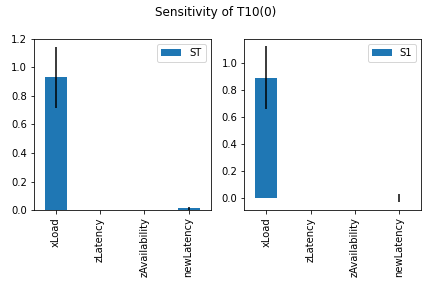 Sensitivity of T10(0)
1.2
1.0
0.8
0.6
0.4
0.2
0.0
ST
xLoad
zLatency
zAvailability
newLatency
1.0
0.8
0.6
0.4
0.2
0.0
S1
xLoad
zLatency
zAvailability
newLatency